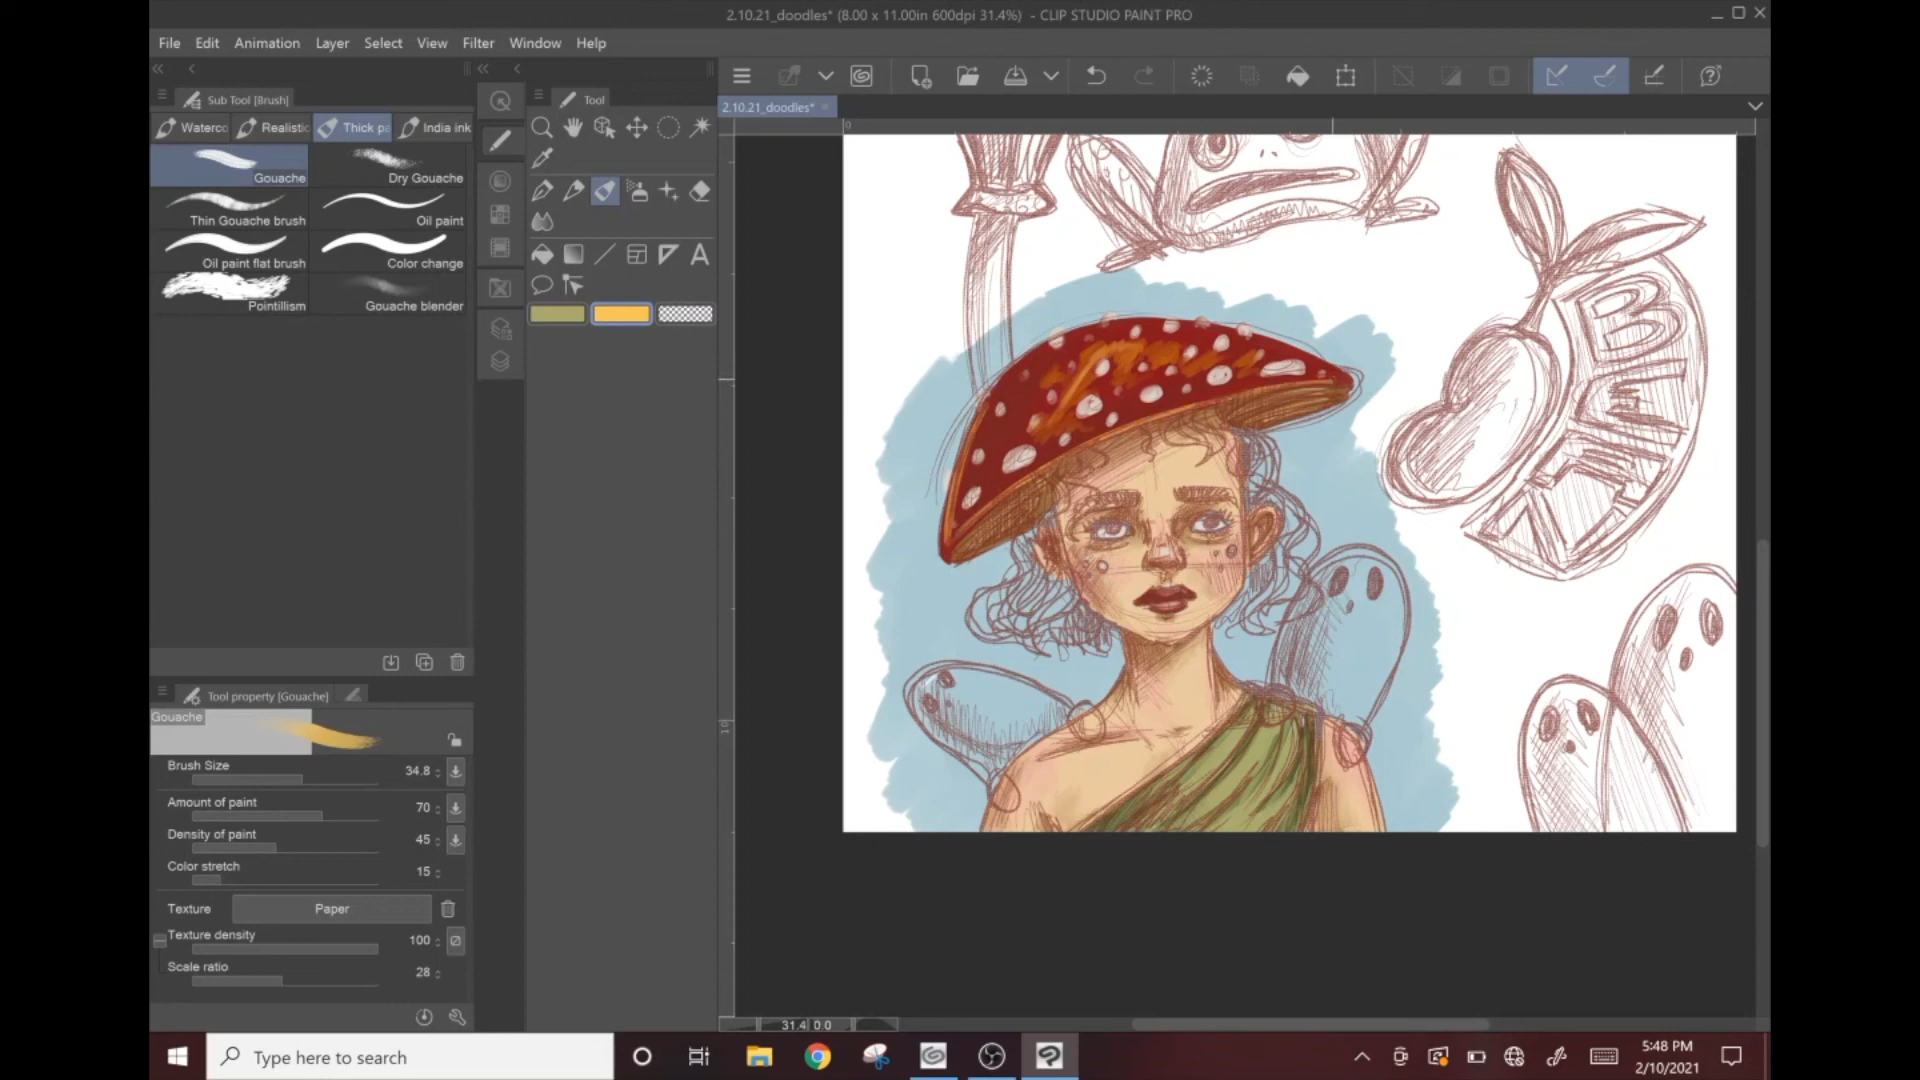 2.10.21_doodles* (8.00 x 11.00in 600dpi 31.4%) - CLIP STUDIO PAINT PRO
File Edit Animation Layer Select View Filter Window Help
Sub Tool [Brush]
Tool
2.10.21_doodles*
Waterco Realistic Thick pa India ink
0
Gouache Dry Gouache
Thin Gouache brush Oil paint
Oil paint flat brush Color change
Pointillism Gouache blender
A
Tool property [Gouache]
Gouache
Brush Size 34.8
Amount of paint 70
Density of paint 45
Color stretch 15
Texture Paper
Texture density 100
Scale ratio 28
10
31.4 0.0
Type here to search
5:48 PM
2/10/2021